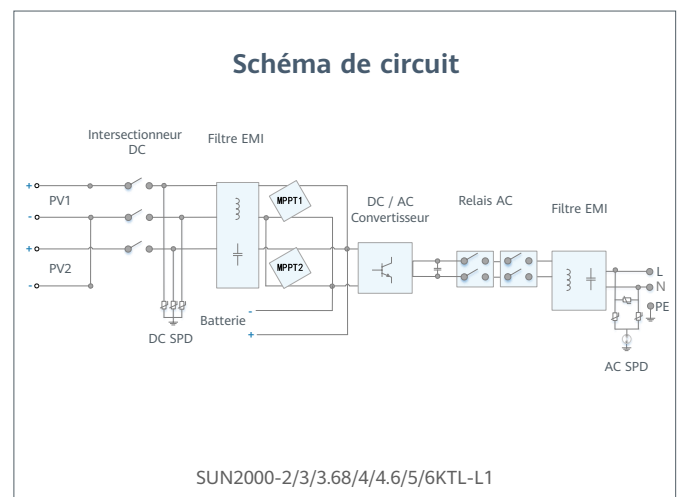 Schéma de circuit
Intersectionneur
DC
Filtre EMI
DC / AC
Convertisseur
Relais AC
Filtre EMI
+
PV1
-
+
PV2
-
MPPT1
MPPT2
L
N
PE
Batterie
-
+
DC SPD
AC SPD
SUN2000-2/3/3.68/4/4.6/5/6KTL-L1